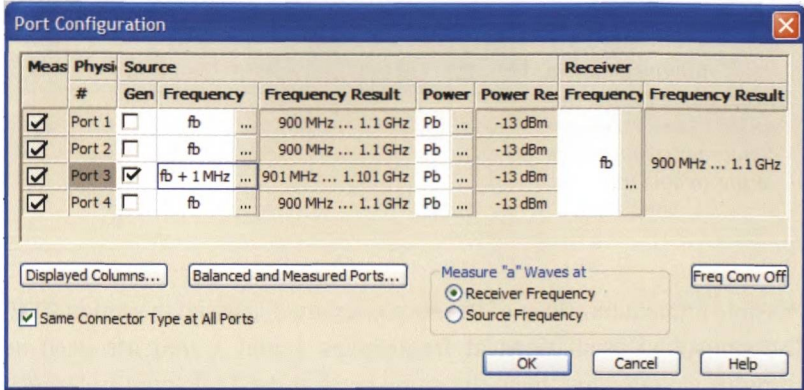 Port Configuration
Meas Physi Source Receiver
# Gen Frequency Frequency Result Power Power Re: Frequency Frequency Result
Port 1 fb ... 900 MHz ... 1.1 GHz Pb ... -13 dBm
Port 2 fb ... 900 MHz ... 1.1 GHz Pb ... -13 dBm
Port 3 fb + 1 MHz ... 901 MHz ... 1.101 GHz Pb ... -13 dBm fb ... 900 MHz ... 1.1 GHz
Port 4 fb ... 900 MHz ... 1.1 GHz Pb ... -13 dBm
Displayed Columns... Balanced and Measured Ports... Measure "a" Waves at Freq Conv Off
Receiver Frequency
Same Connector Type at All Ports Source Frequency
OK Cancel Help